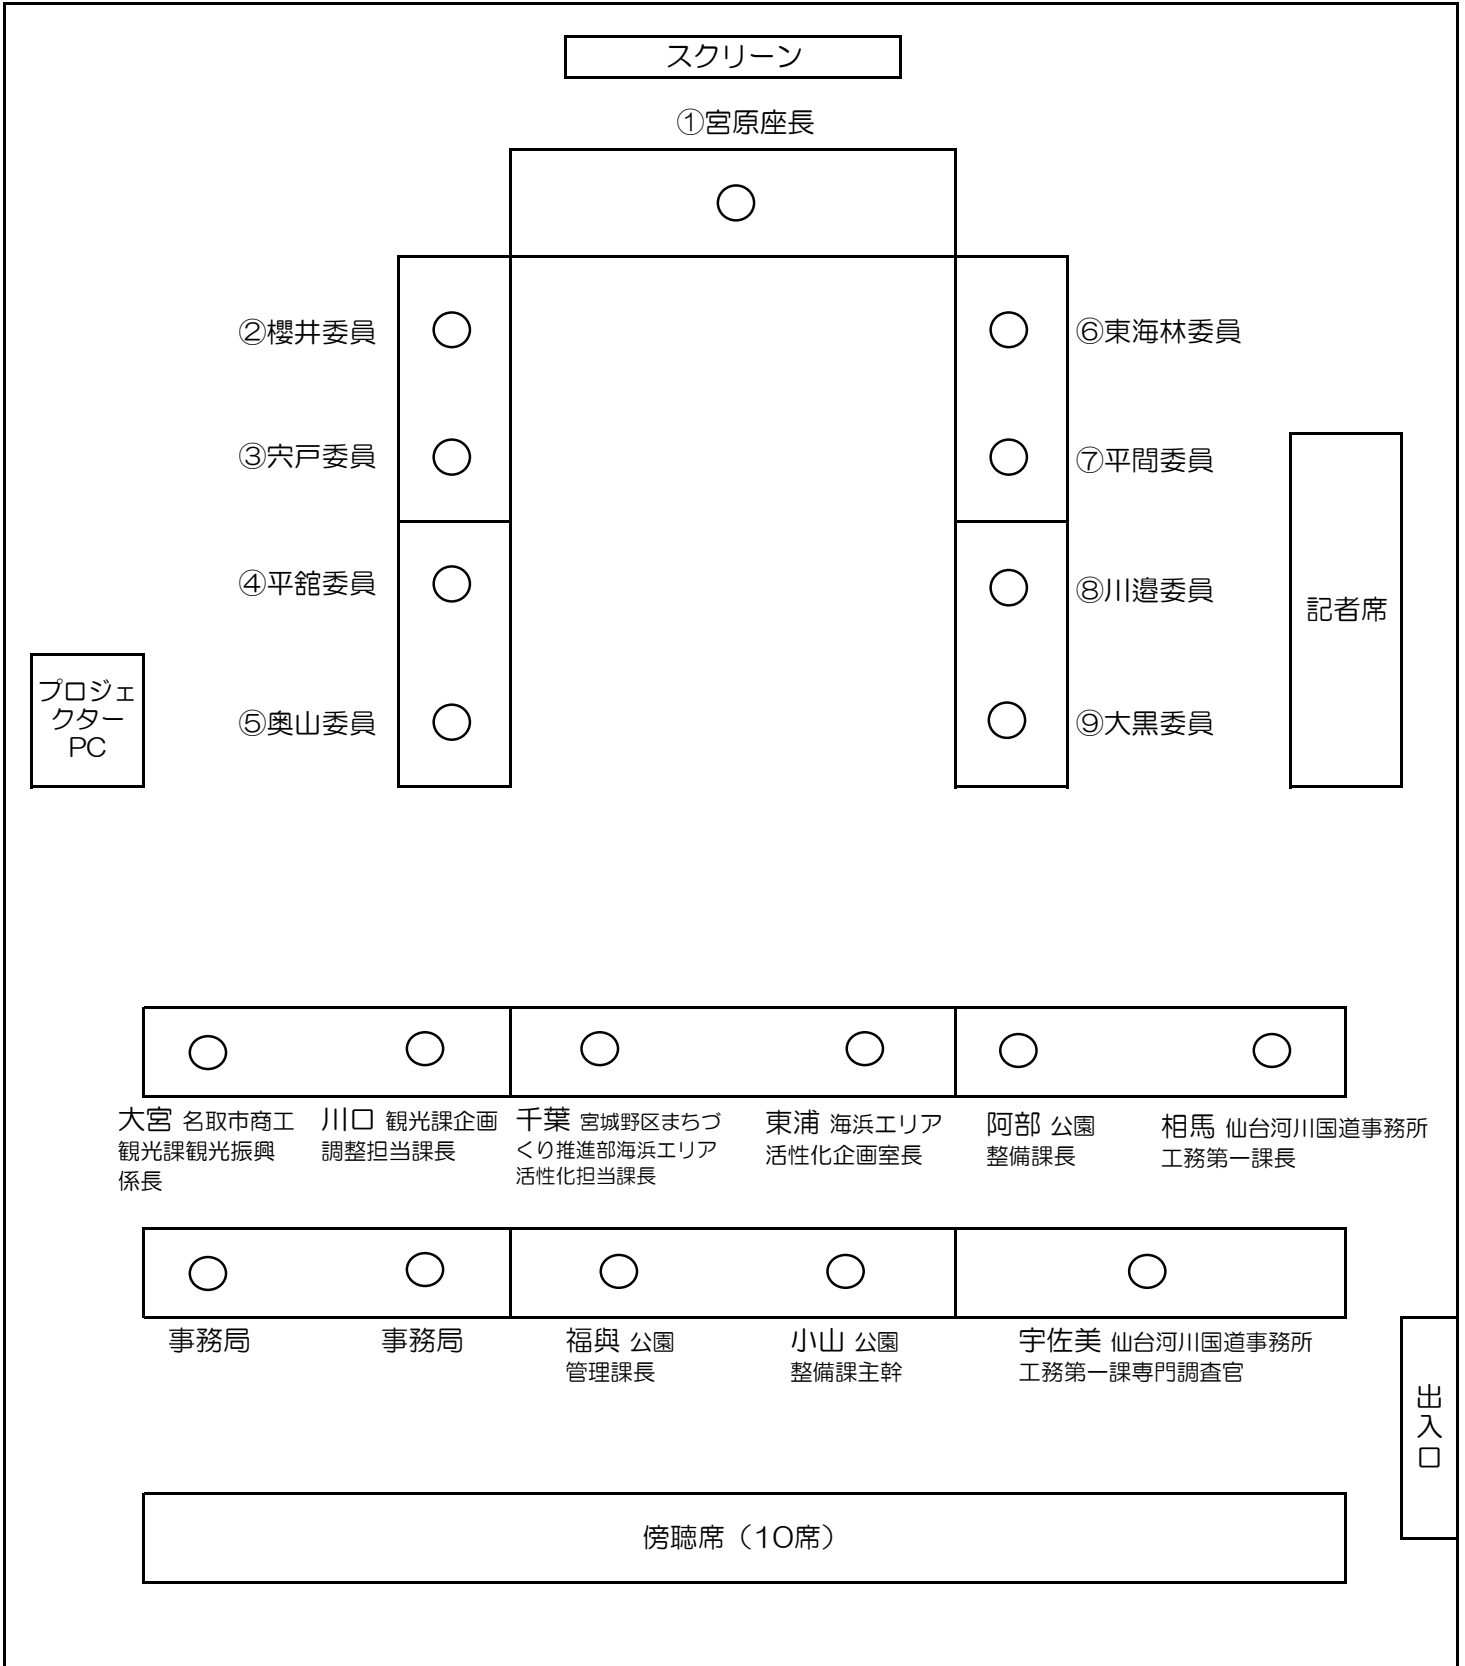 スクリーン
①宮原座長
②櫻井委員
⑥東海林委員
③宍戸委員
⑦平間委員
④平舘委員
⑧川邉委員
記者席
プロジェ
クター
PC
⑤奥山委員
⑨大黒委員
大宮 名取市商工
観光課観光振興
係長
川口 観光課企画
調整担当課長
千葉 宮城野区まちづ
くり推進部海浜エリア
活性化担当課長
東浦 海浜エリア
活性化企画室長
阿部 公園
整備課長
相馬 仙台河川国道事務所
工務第一課長
事務局
事務局
福與 公園
管理課長
小山 公園
整備課主幹
宇佐美 仙台河川国道事務所
工務第一課専門調査官
出入口
傍聴席（10席）